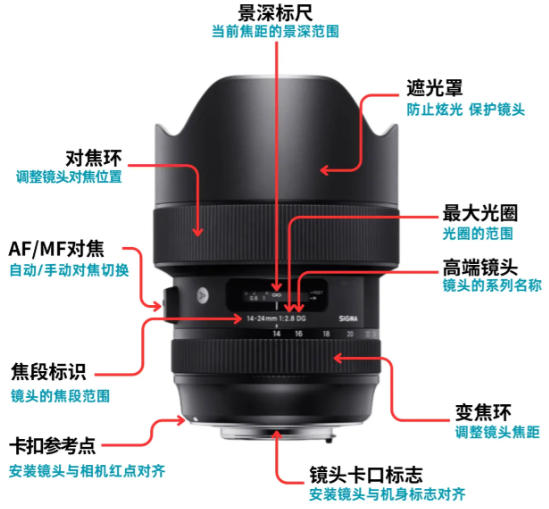 景深标尺
当前焦距的景深范围
遮光罩
防止炫光 保护镜头
对焦环
调整镜头对焦位置
最大光圈
光圈的范围
AF/MF对焦
自动/手动对焦切换
高端镜头
镜头的系列名称
14-24mm 1:2.8 DG
SIGMA
14 16 18 20
焦段标识
镜头的焦段范围
变焦环
调整镜头焦距
卡扣参考点
安装镜头与相机红点对齐
镜头卡口标志
安装镜头与机身标志对齐